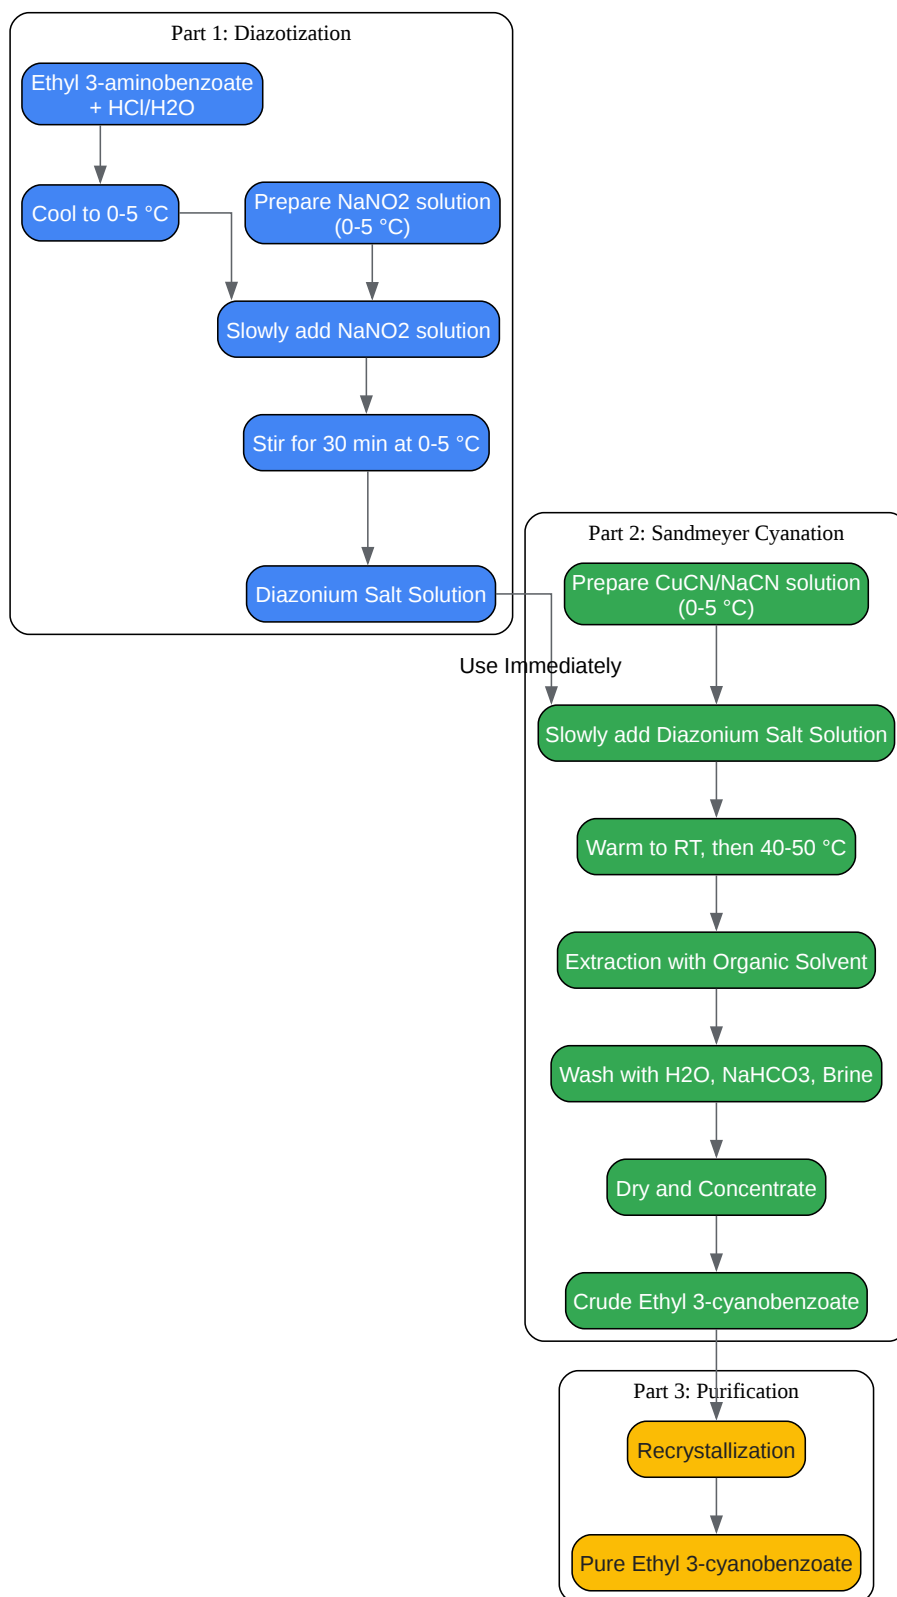 Part 1: Diazotization
Ethyl 3-aminobenzoate
+ HCl/H2O
Cool to 0-5 °C
Prepare NaNO2 solution
(0-5 °C)
Slowly add NaNO2 solution
Stir for 30 min at 0-5 °C
Diazonium Salt Solution
Use Immediately
Part 2: Sandmeyer Cyanation
Prepare CuCN/NaCN solution
(0-5 °C)
Slowly add Diazonium Salt Solution
Warm to RT, then 40-50 °C
Extraction with Organic Solvent
Wash with H2O, NaHCO3, Brine
Dry and Concentrate
Crude Ethyl 3-cyanobenzoate
Part 3: Purification
Recrystallization
Pure Ethyl 3-cyanobenzoate